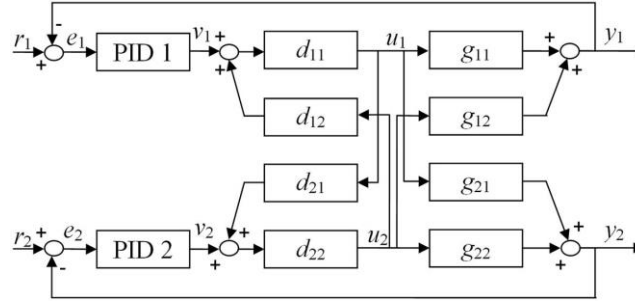 -
r₁ + e₁ PID 1 v₁ + + d₁₁ u₁ g₁₁ + + y₁
d₁₂ g₁₂
d₂₁ g₂₁
r₂ + - e₂ PID 2 v₂ + + d₂₂ u₂ g₂₂ + + y₂